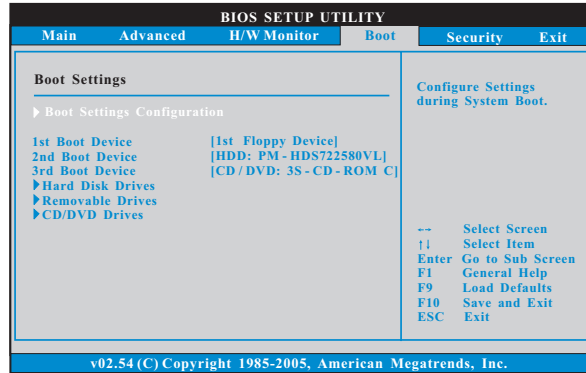 BIOS SETUP UTILITY
Main Advanced H/W Monitor Boot Security Exit
Boot Settings
Boot Settings Configuration
1st Boot Device [1st Floppy Device]
2nd Boot Device [HDD: PM-HDS722580VL]
3rd Boot Device [CD/DVD: 3S-CD-ROM C]
Hard Disk Drives
Removable Drives
CD/DVD Drives
Configure Settings
during System Boot.
←→ Select Screen
↑↓ Select Item
Enter Go to Sub Screen
F1 General Help
F9 Load Defaults
F10 Save and Exit
ESC Exit
v02.54 (C) Copyright 1985-2005, American Megatrends, Inc.